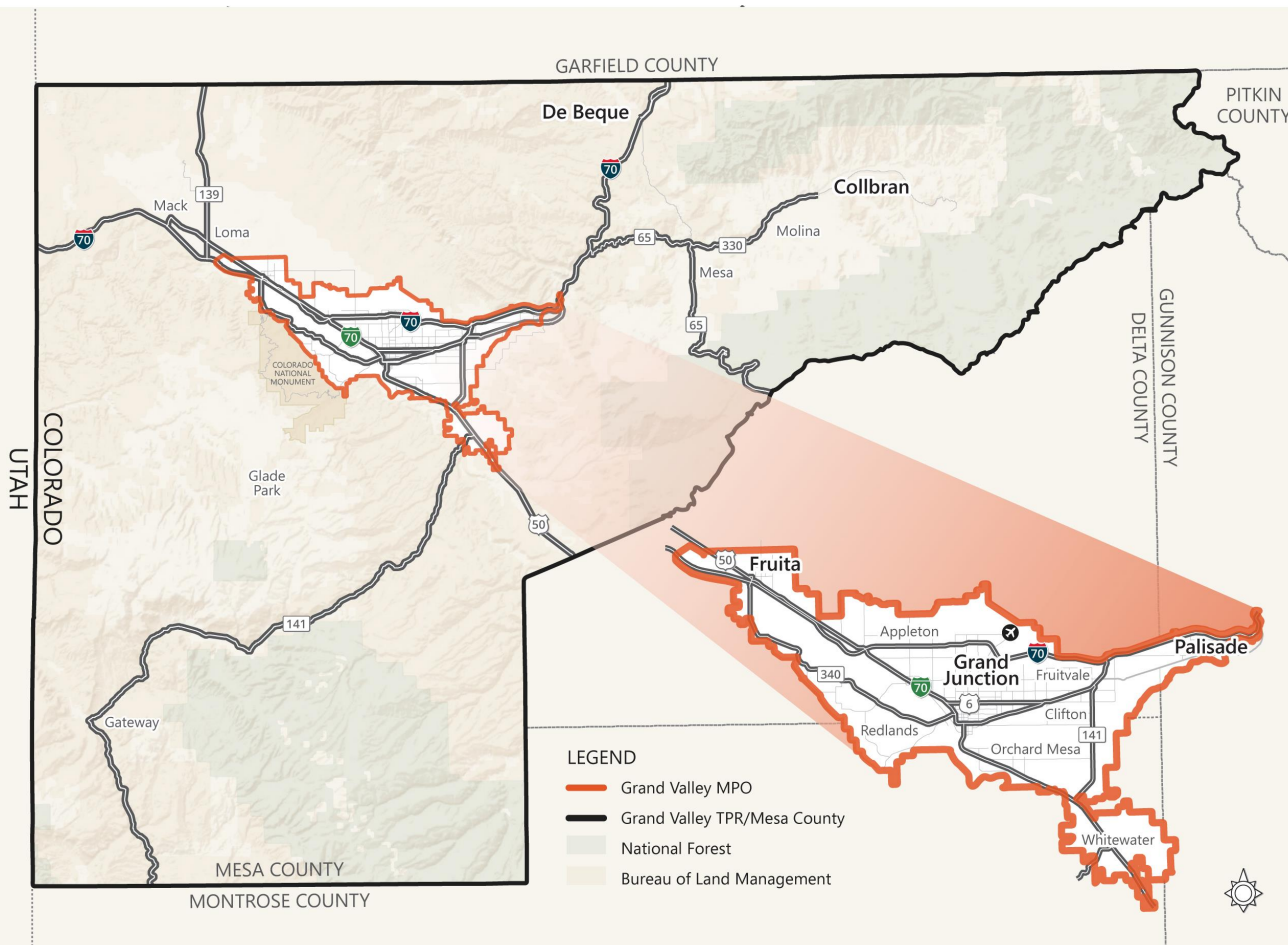 GARFIELD COUNTY
PITKIN
COUNTY
De Beque
70
Collbran
139
Mack
Loma
70
65
330
Molina
Mesa
65
70
70
COLORADO
NATIONAL
MONUMENT
GUNNISON COUNTY
DELTA COUNTY
COLORADO
UTAH
Glade
Park
50
141
Gateway
50
Fruita
Appleton
Grand
Junction
70
Palisade
Fruitvale
340
70
6
Clifton
Redlands
141
Orchard Mesa
Whitewater
LEGEND
Grand Valley MPO
Grand Valley TPR/Mesa County
National Forest
Bureau of Land Management
MESA COUNTY
MONTROSE COUNTY